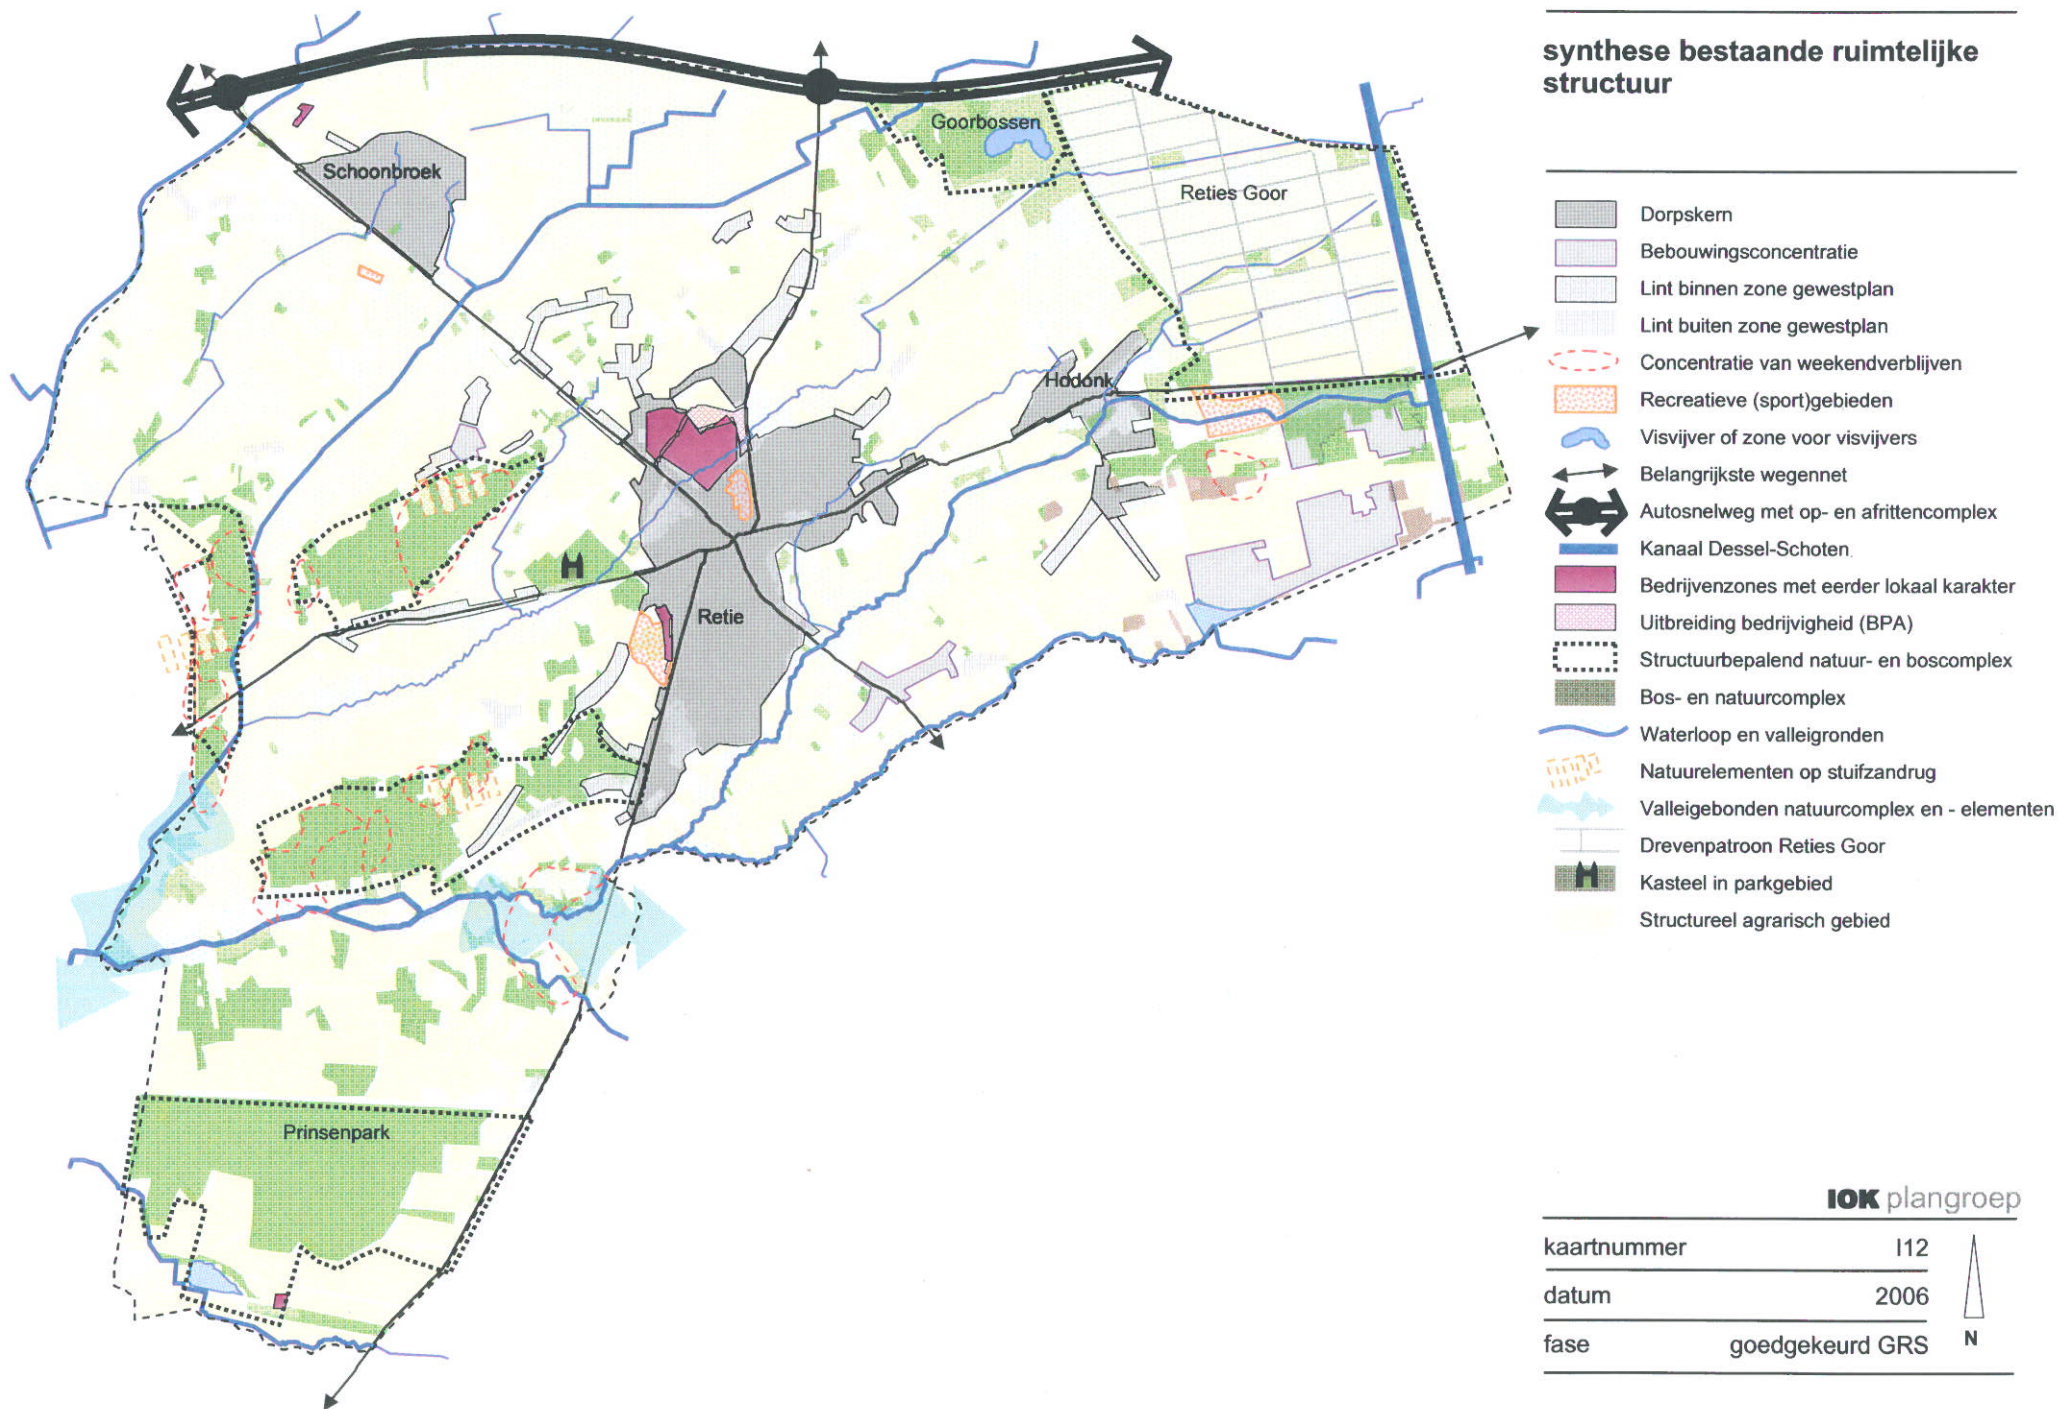 synthese bestaande ruimtelijke
structuur
Dorpskern
Bebouwingsconcentratie
Lint binnen zone gewestplan
Lint buiten zone gewestplan
Concentratie van weekendverblijven
Recreatieve (sport)gebieden
Visvijver of zone voor visvijvers
Belangrijkste wegennet
Autosnelweg met op- en afrittencomplex
Kanaal Dessel-Schoten
Bedrijvenzones met eerder lokaal karakter
Uitbreiding bedrijvigheid (BPA)
Structuurbepalend natuur- en boscomplex
Bos- en natuurcomplex
Waterloop en valleigronden
Natuurelementen op stuifzandrug
Valleigebonden natuurcomplex en - elementen
Drevenpatroon Reties Goor
Kasteel in parkgebied
Structureel agrarisch gebied
Goorbossen
Schoonbroek
Reties Goor
Hodonk
Retie
Prinsenpark
IOK plangroep
kaartnummer I12
datum 2006
fase goedgekeurd GRS
N